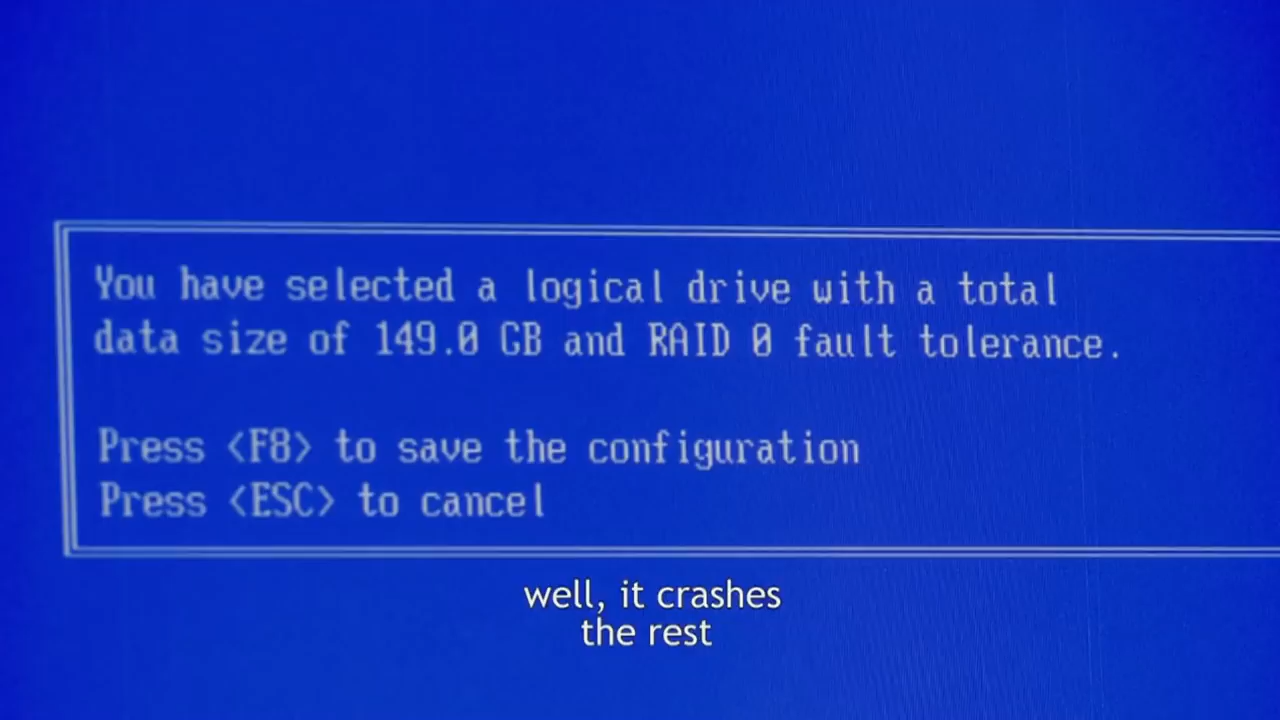 You have selected a logical drive with a total
data size of 149.0 GB and RAID 0 fault tolerance.
Press <F8> to save the configuration
Press <ESC> to cancel
well, it crashes
the rest